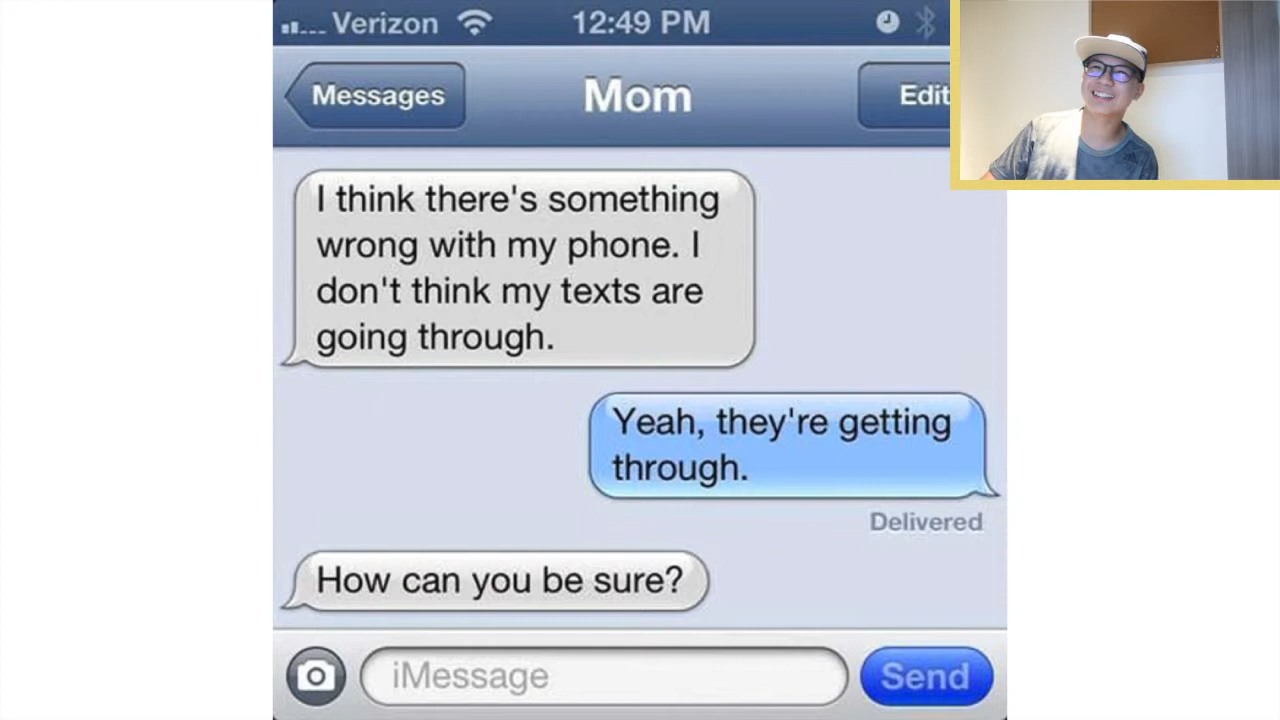 Verizon 12:49 PM
Messages Mom Edit
I think there's something
wrong with my phone. I
don't think my texts are
going through.
Yeah, they're getting
through.
Delivered
How can you be sure?
iMessage Send